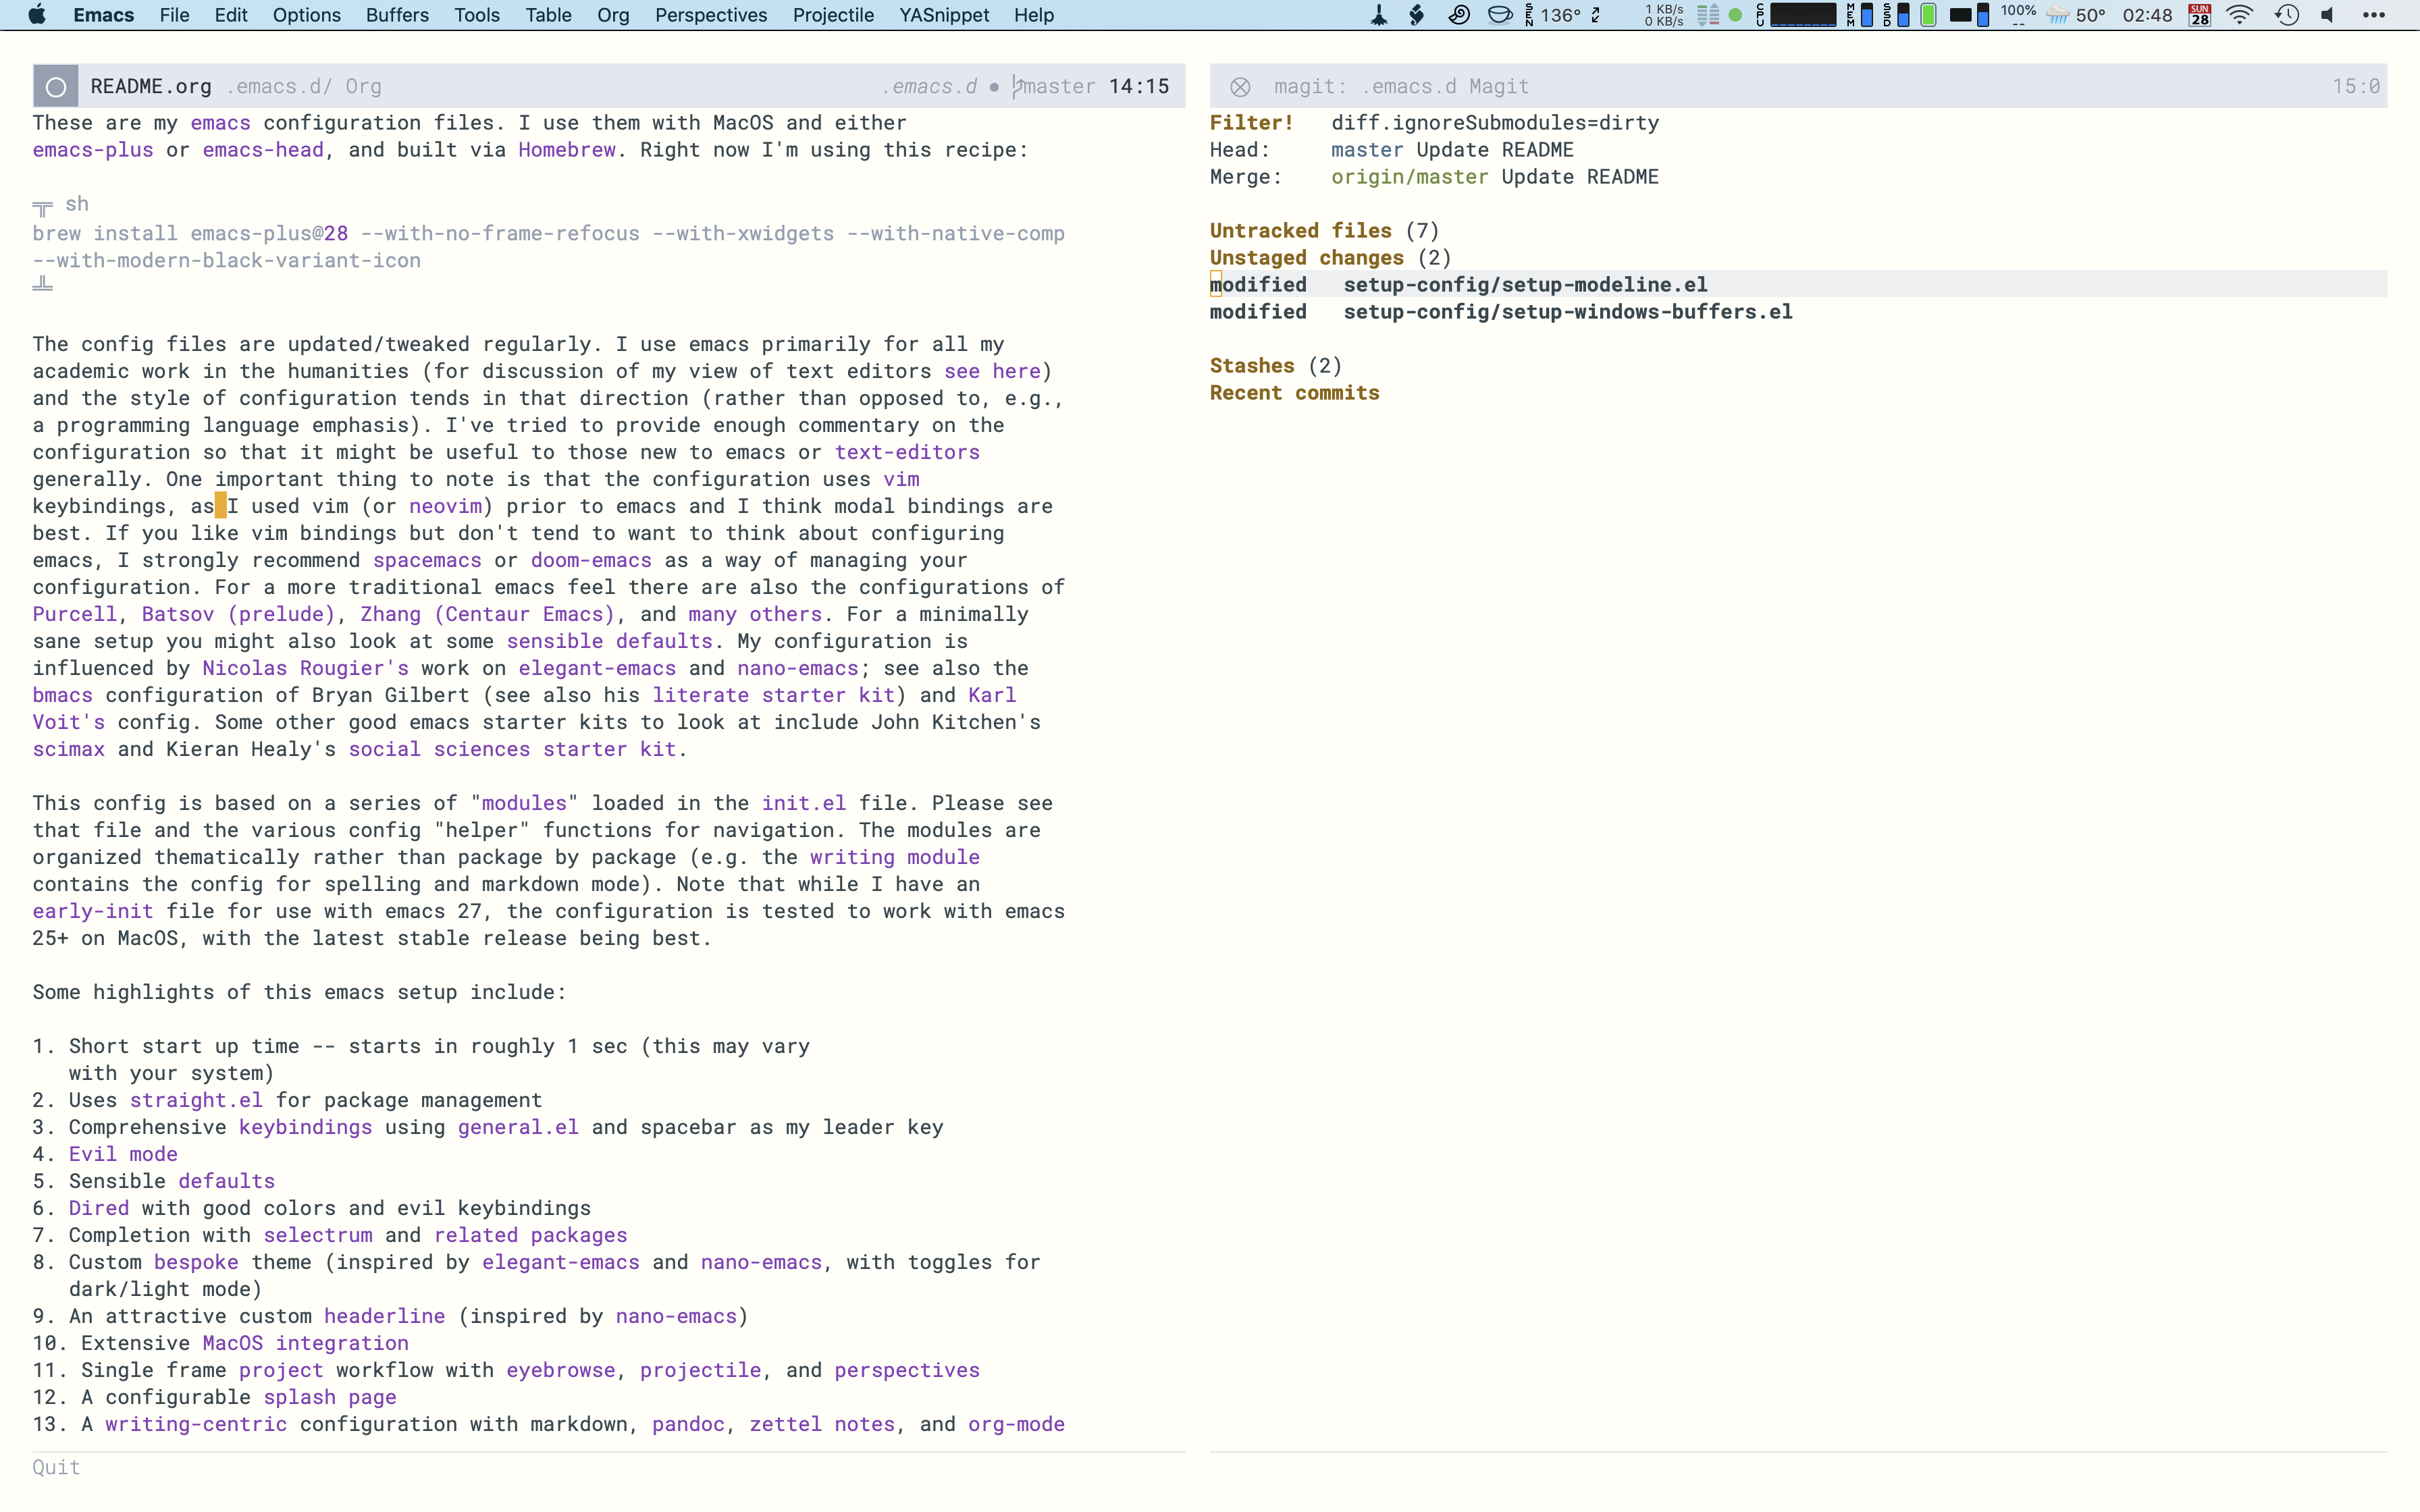 Emacs File Edit Options Buffers Tools Table Org Perspectives Projectile YASnippet Help SEN 136° 1 KB/s 0 KB/s CPU MEM SSD 100% -- 50° 02:48 SUN 28
README.org .emacs.d/ Org .emacs.d ● master 14:15
These are my emacs configuration files. I use them with MacOS and either
emacs-plus or emacs-head, and built via Homebrew. Right now I'm using this recipe:
sh
brew install emacs-plus@28 --with-no-frame-refocus --with-xwidgets --with-native-comp
--with-modern-black-variant-icon
The config files are updated/tweaked regularly. I use emacs primarily for all my
academic work in the humanities (for discussion of my view of text editors see here)
and the style of configuration tends in that direction (rather than opposed to, e.g.,
a programming language emphasis). I've tried to provide enough commentary on the
configuration so that it might be useful to those new to emacs or text-editors
generally. One important thing to note is that the configuration uses vim
keybindings, as I used vim (or neovim) prior to emacs and I think modal bindings are
best. If you like vim bindings but don't tend to want to think about configuring
emacs, I strongly recommend spacemacs or doom-emacs as a way of managing your
configuration. For a more traditional emacs feel there are also the configurations of
Purcell, Batsov (prelude), Zhang (Centaur Emacs), and many others. For a minimally
sane setup you might also look at some sensible defaults. My configuration is
influenced by Nicolas Rougier's work on elegant-emacs and nano-emacs; see also the
bmacs configuration of Bryan Gilbert (see also his literate starter kit) and Karl
Voit's config. Some other good emacs starter kits to look at include John Kitchen's
scimax and Kieran Healy's social sciences starter kit.
This config is based on a series of "modules" loaded in the init.el file. Please see
that file and the various config "helper" functions for navigation. The modules are
organized thematically rather than package by package (e.g. the writing module
contains the config for spelling and markdown mode). Note that while I have an
early-init file for use with emacs 27, the configuration is tested to work with emacs
25+ on MacOS, with the latest stable release being best.
Some highlights of this emacs setup include:
1. Short start up time -- starts in roughly 1 sec (this may vary
with your system)
2. Uses straight.el for package management
3. Comprehensive keybindings using general.el and spacebar as my leader key
4. Evil mode
5. Sensible defaults
6. Dired with good colors and evil keybindings
7. Completion with selectrum and related packages
8. Custom bespoke theme (inspired by elegant-emacs and nano-emacs, with toggles for
dark/light mode)
9. An attractive custom headerline (inspired by nano-emacs)
10. Extensive MacOS integration
11. Single frame project workflow with eyebrowse, projectile, and perspectives
12. A configurable splash page
13. A writing-centric configuration with markdown, pandoc, zettel notes, and org-mode
Quit
magit: .emacs.d Magit 15:0
Filter! diff.ignoreSubmodules=dirty
Head: master Update README
Merge: origin/master Update README
Untracked files (7)
Unstaged changes (2)
modified setup-config/setup-modeline.el
modified setup-config/setup-windows-buffers.el
Stashes (2)
Recent commits